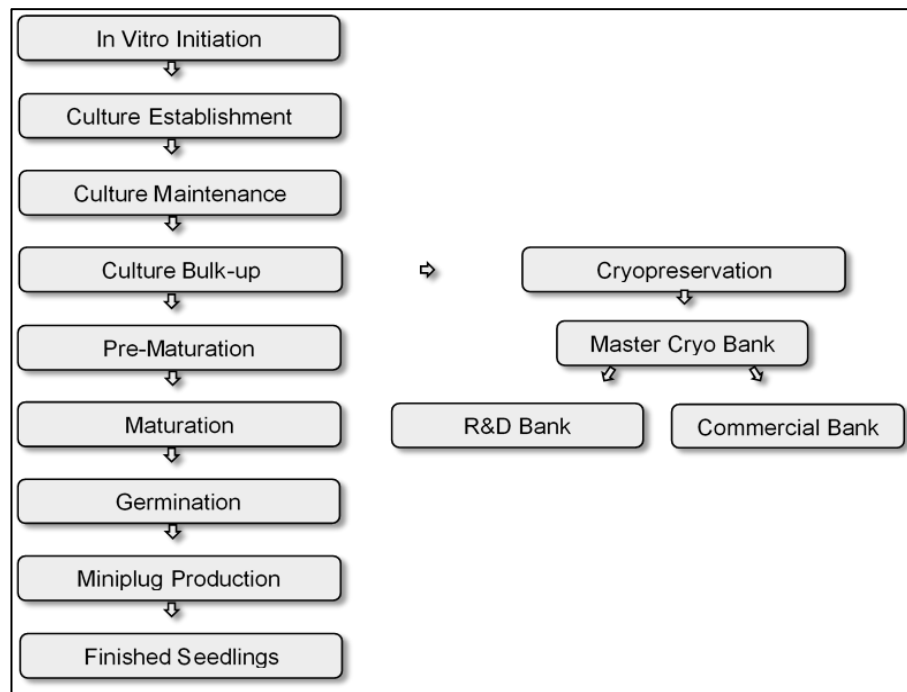 In Vitro Initiation
Culture Establishment
Culture Maintenance
Culture Bulk-up
Pre-Maturation
Maturation
Germination
Miniplug Production
Finished Seedlings
Cryopreservation
Master Cryo Bank
R&D Bank
Commercial Bank